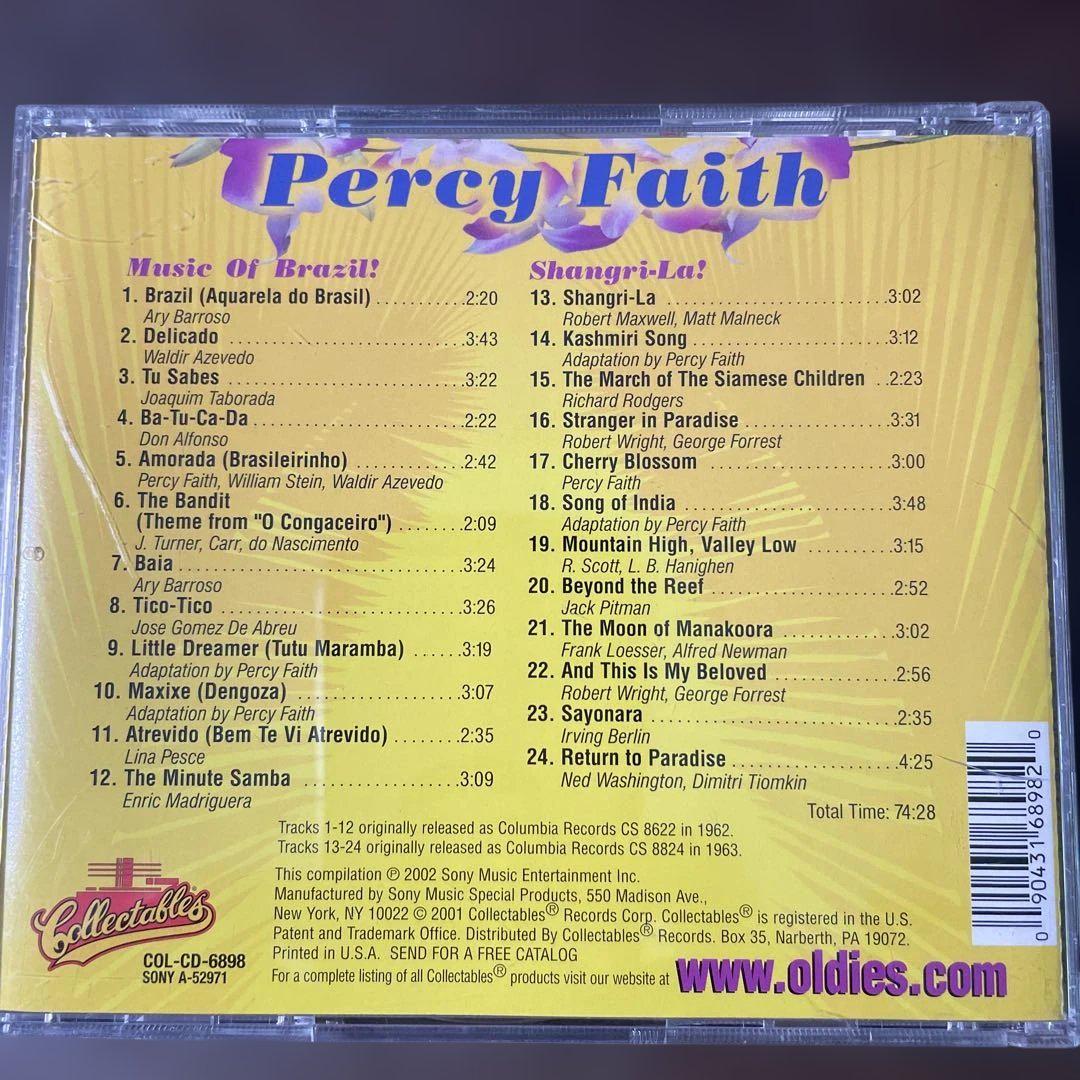 Percy Faith
Music Of Brazil!
1. Brazil (Aquarela do Brasil) ............2:20
Ary Barroso
2. Delicado ............3:43
Waldir Azevedo
3. Tu Sabes ............3:22
Joaquim Taborada
4. Ba-Tu-Ca-Da ............2:22
Don Alfonso
5. Amorada (Brasileirinho) ............2:42
Percy Faith, William Stein, Waldir Azevedo
6. The Bandit
(Theme from "O Congaceiro") ........2:09
J. Turner, Carr, do Nascimento
7. Baia ............3:24
Ary Barroso
8. Tico-Tico ............3:26
Jose Gomez De Abreu
9. Little Dreamer (Tutu Maramba) ......3:19
Adaptation by Percy Faith
10. Maxixe (Dengoza) ............3:07
Adaptation by Percy Faith
11. Atrevido (Bem Te Vi Atrevido) ........2:35
Lina Pesce
12. The Minute Samba ............3:09
Enric Madriguera
Shangri-La!
13. Shangri-La ............3:02
Robert Maxwell, Matt Malneck
14. Kashmiri Song ............3:12
Adaptation by Percy Faith
15. The March of The Siamese Children ..2:23
Richard Rodgers
16. Stranger in Paradise ............3:31
Robert Wright, George Forrest
17. Cherry Blossom ............3:00
Percy Faith
18. Song of India ............3:48
Adaptation by Percy Faith
19. Mountain High, Valley Low ..........3:15
R. Scott, L. B. Hanighen
20. Beyond the Reef ............2:52
Jack Pitman
21. The Moon of Manakoora ............3:02
Frank Loesser, Alfred Newman
22. And This Is My Beloved ............2:56
Robert Wright, George Forrest
23. Sayonara ............2:35
Irving Berlin
24. Return to Paradise ............4:25
Ned Washington, Dimitri Tiomkin
Total Time: 74:28
Tracks 1-12 originally released as Columbia Records CS 8622 in 1962.
Tracks 13-24 originally released as Columbia Records CS 8824 in 1963.
This compilation ℗ 2002 Sony Music Entertainment Inc.
Manufactured by Sony Music Special Products, 550 Madison Ave.,
New York, NY 10022 © 2001 Collectables® Records Corp. Collectables® is registered in the U.S.
Patent and Trademark Office. Distributed By Collectables® Records. Box 35, Narberth, PA 19072.
Printed in U.S.A. SEND FOR A FREE CATALOG
For a complete listing of all Collectables® products visit our website at www.oldies.com
Collectables
COL-CD-6898
SONY A-52971
0 90431 68982 0